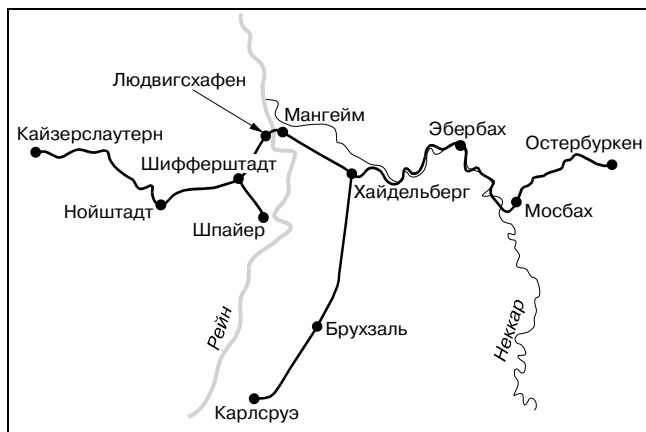 Людвигсхафен
Мангейм
Кайзерслаутерн
Эбербах
Остербуркен
Шифферштадт
Хайдельберг
Нойштадт
Шпайер
Мосбах
Рейн
Неккар
Брухзаль
Карлсруэ